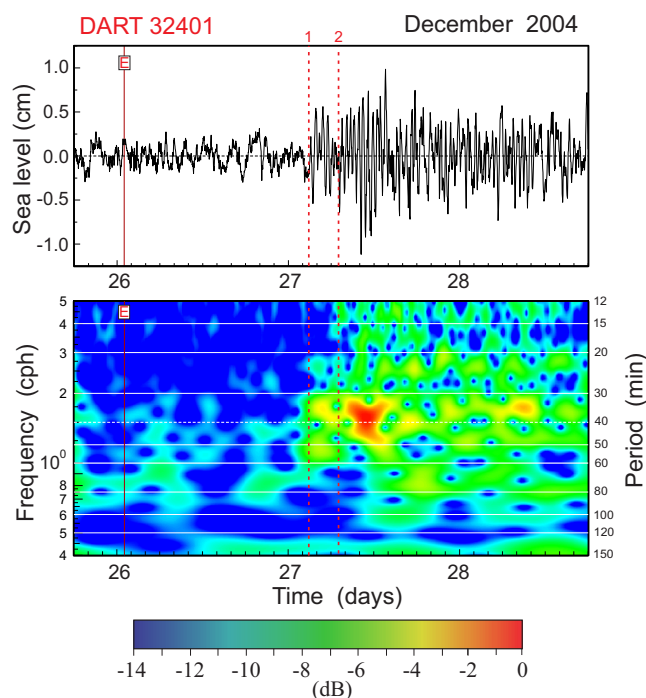 DART 32401 December 2004
1 2
E
Sea level (cm)
1.0
0.5
0.0
-0.5
-1.0
26 27 28
E
Frequency (cph)
5
4
3
2
10⁰
8
7
6
5
4
Period (min)
12
15
20
30
40
50
60
80
100
120
150
26 27 28
Time (days)
-14 -12 -10 -8 -6 -4 -2 0
(dB)